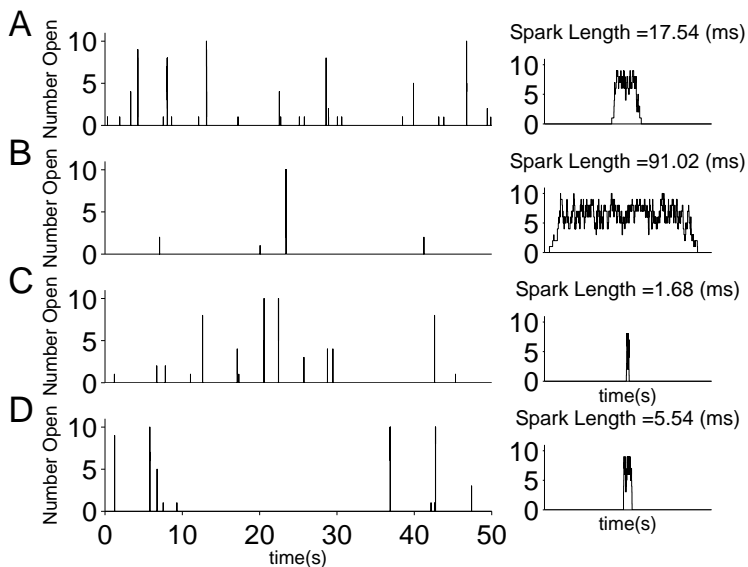 A
Number Open
10
5
0
Spark Length =17.54 (ms)
10
5
0
B
Number Open
10
5
0
Spark Length =91.02 (ms)
10
5
0
C
Number Open
10
5
0
Spark Length =1.68 (ms)
10
5
0
time(s)
D
Number Open
10
5
0
0 10 20 30 40 50
time(s)
Spark Length =5.54 (ms)
10
5
0
time(s)